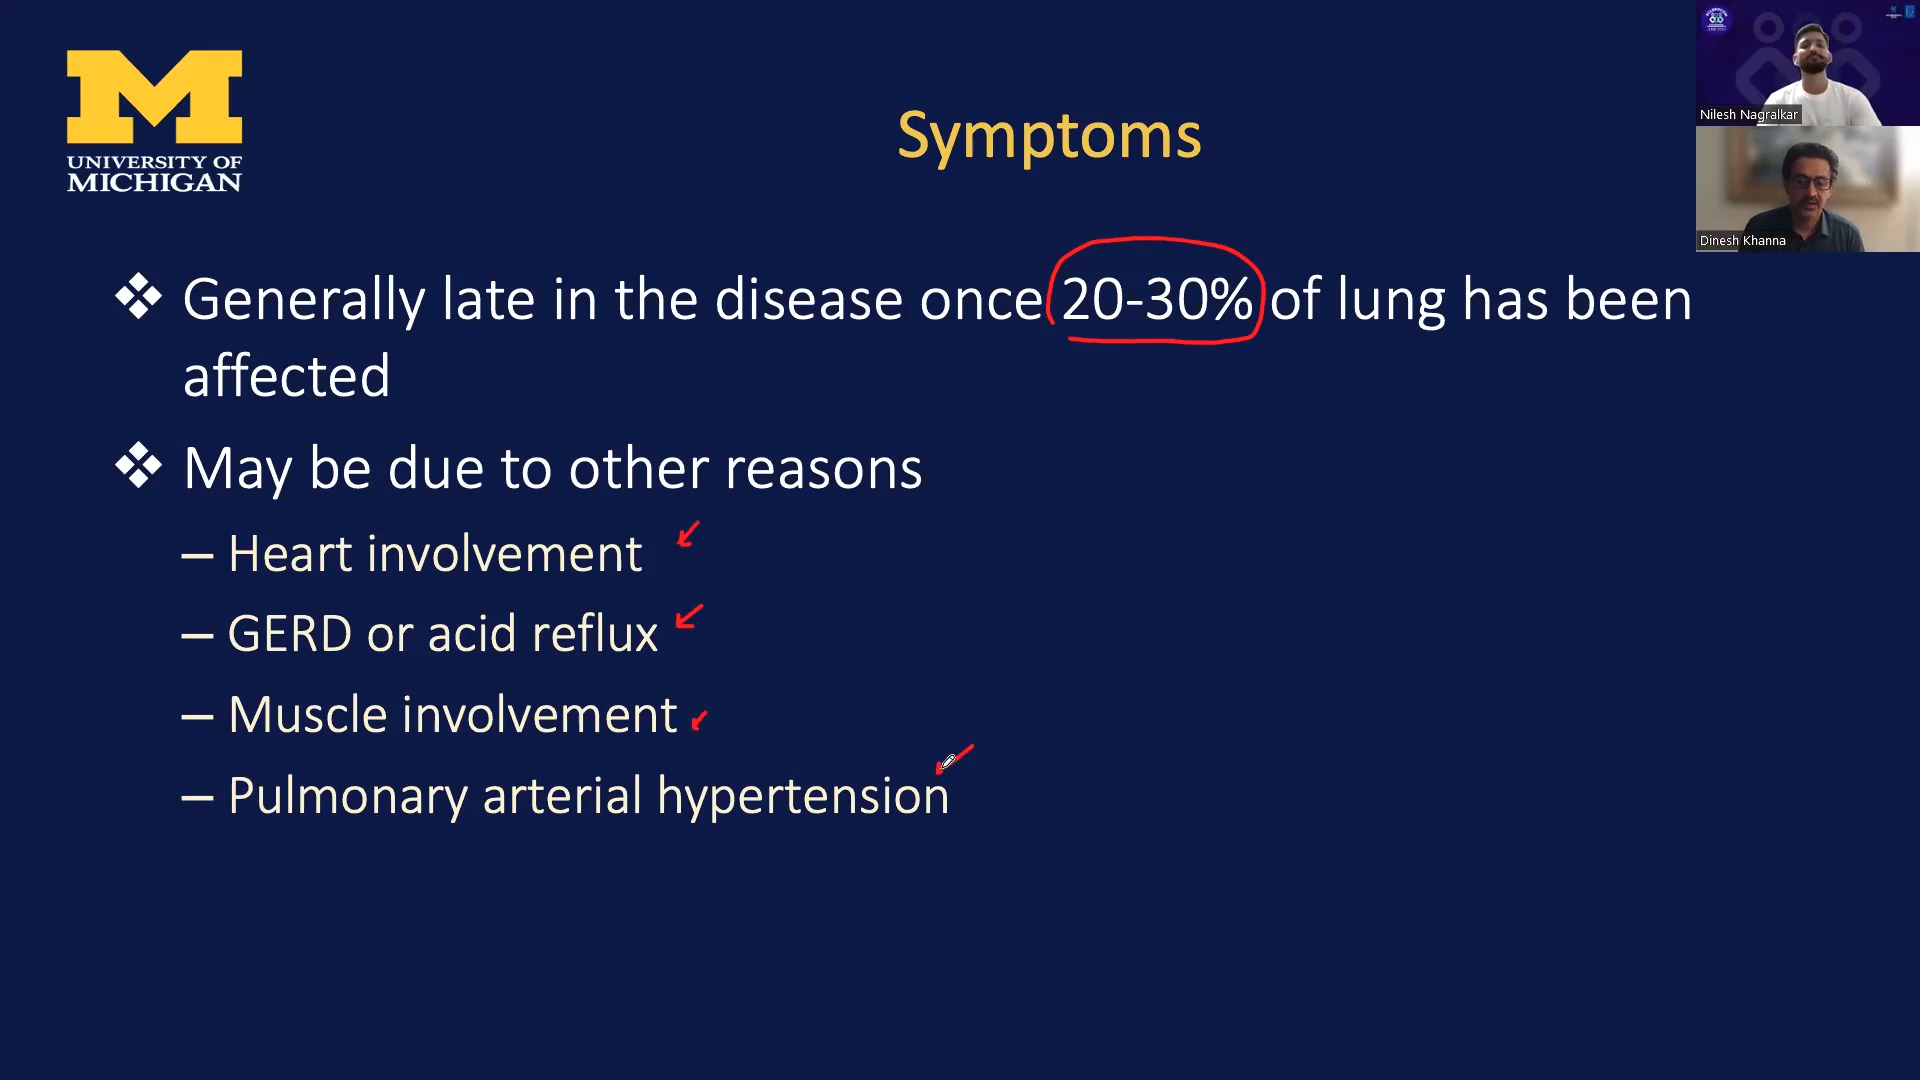 UNIVERSITY OF
MICHIGAN
Symptoms
Nilesh Nagralkar
Dinesh Khanna
❖ Generally late in the disease once 20-30% of lung has been
affected
❖ May be due to other reasons
– Heart involvement
– GERD or acid reflux
– Muscle involvement
– Pulmonary arterial hypertension